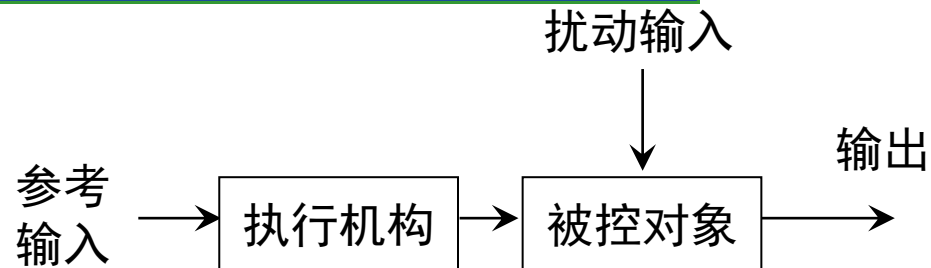 扰动输入
输出
参考
输入
执行机构
被控对象